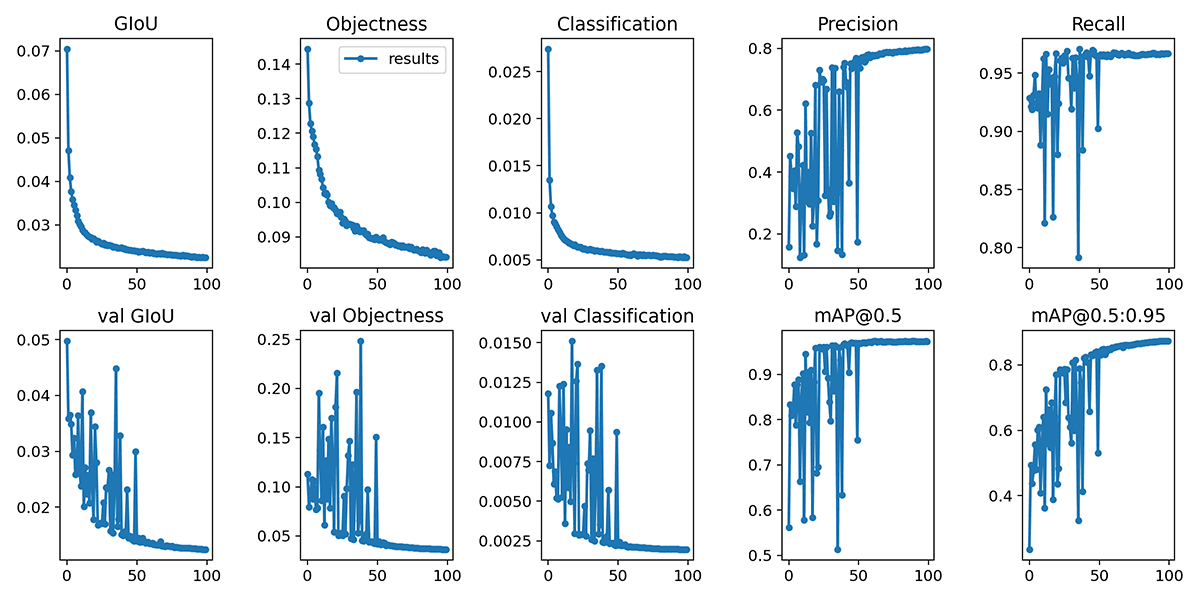 GIoU
0.07
0.06
0.05
0.04
0.03
0 50 100
Objectness
results
0.14
0.13
0.12
0.11
0.10
0.09
0 50 100
Classification
0.025
0.020
0.015
0.010
0.005
0 50 100
Precision
0.8
0.6
0.4
0.2
0 50 100
Recall
0.95
0.90
0.85
0.80
0 50 100
val GIoU
0.05
0.04
0.03
0.02
0 50 100
val Objectness
0.25
0.20
0.15
0.10
0.05
0 50 100
val Classification
0.0150
0.0125
0.0100
0.0075
0.0050
0.0025
0 50 100
mAP@0.5
0.9
0.8
0.7
0.6
0.5
0 50 100
mAP@0.5:0.95
0.8
0.6
0.4
0 50 100